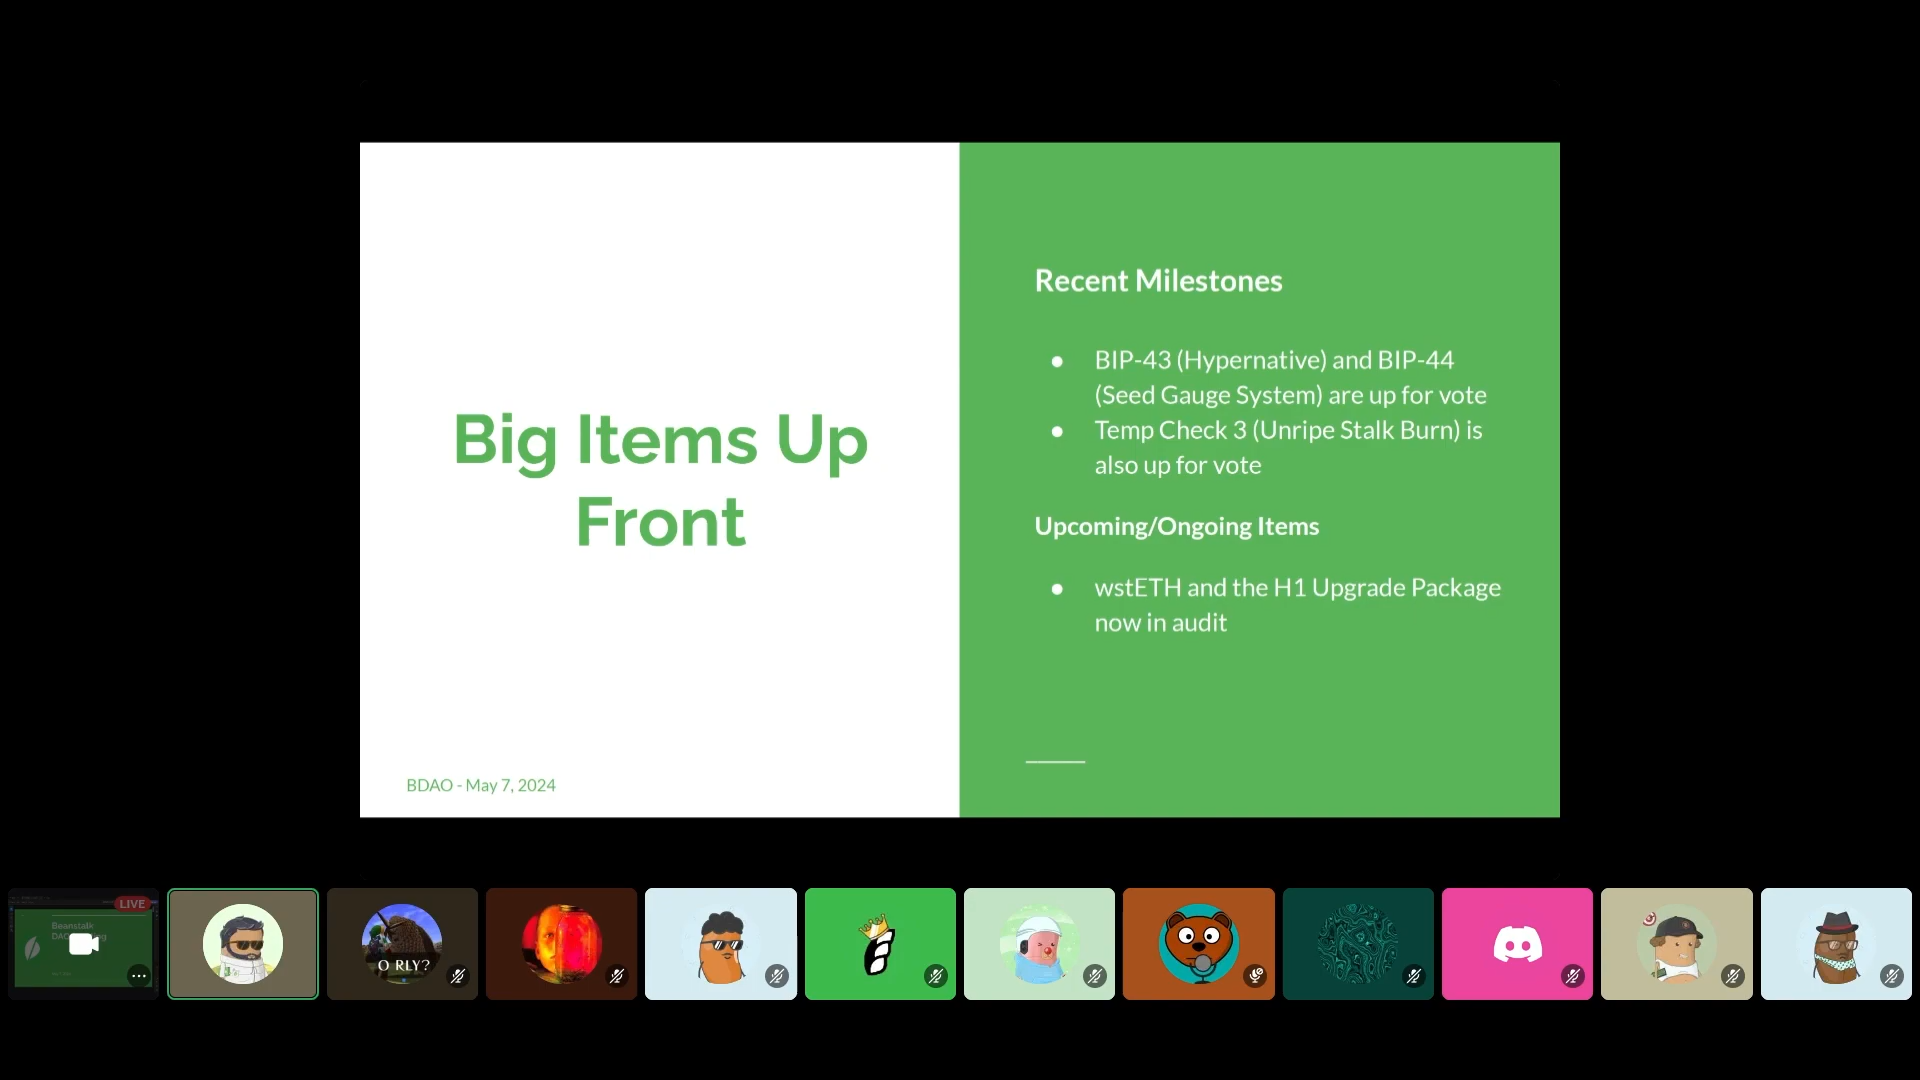 Big Items Up
Front
BDAO - May 7, 2024
Recent Milestones
● BIP-43 (Hypernative) and BIP-44
(Seed Gauge System) are up for vote
● Temp Check 3 (Unripe Stalk Burn) is
also up for vote
Upcoming/Ongoing Items
● wstETH and the H1 Upgrade Package
now in audit
LIVE
Beanstalk
O RLY?